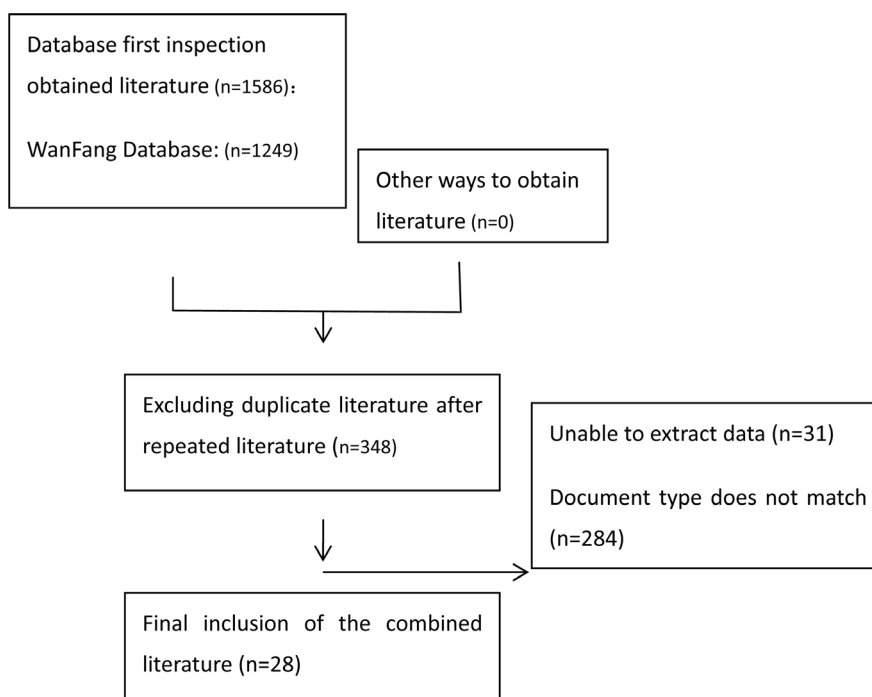 Database first inspection
obtained literature (n=1586)：
WanFang Database: (n=1249)
Other ways to obtain
literature (n=0)
Excluding duplicate literature after
repeated literature (n=348)
Unable to extract data (n=31)
Document type does not match
(n=284)
Final inclusion of the combined
literature (n=28)